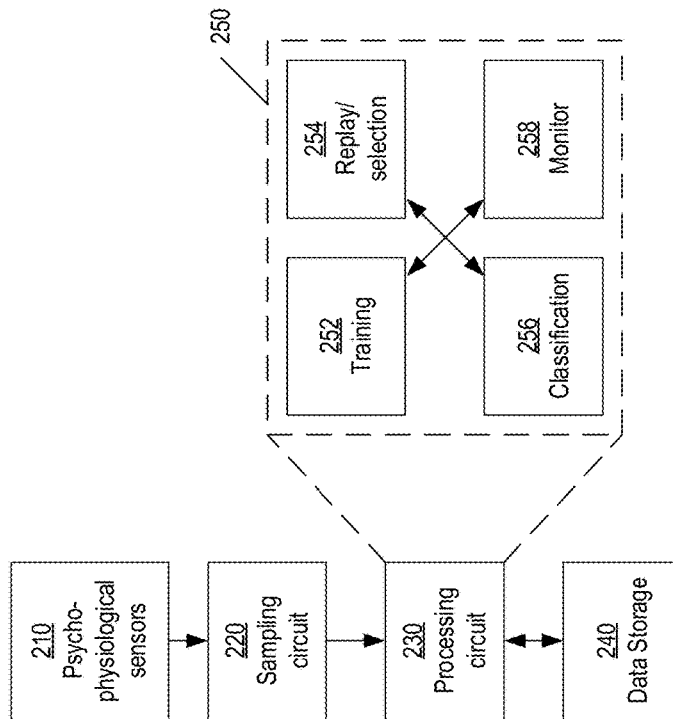 210
Psycho-
physiological
sensors
220
Sampling
circuit
230
Processing
circuit
240
Data Storage
250
252
Training
254
Replay/
selection
256
Classification
258
Monitor